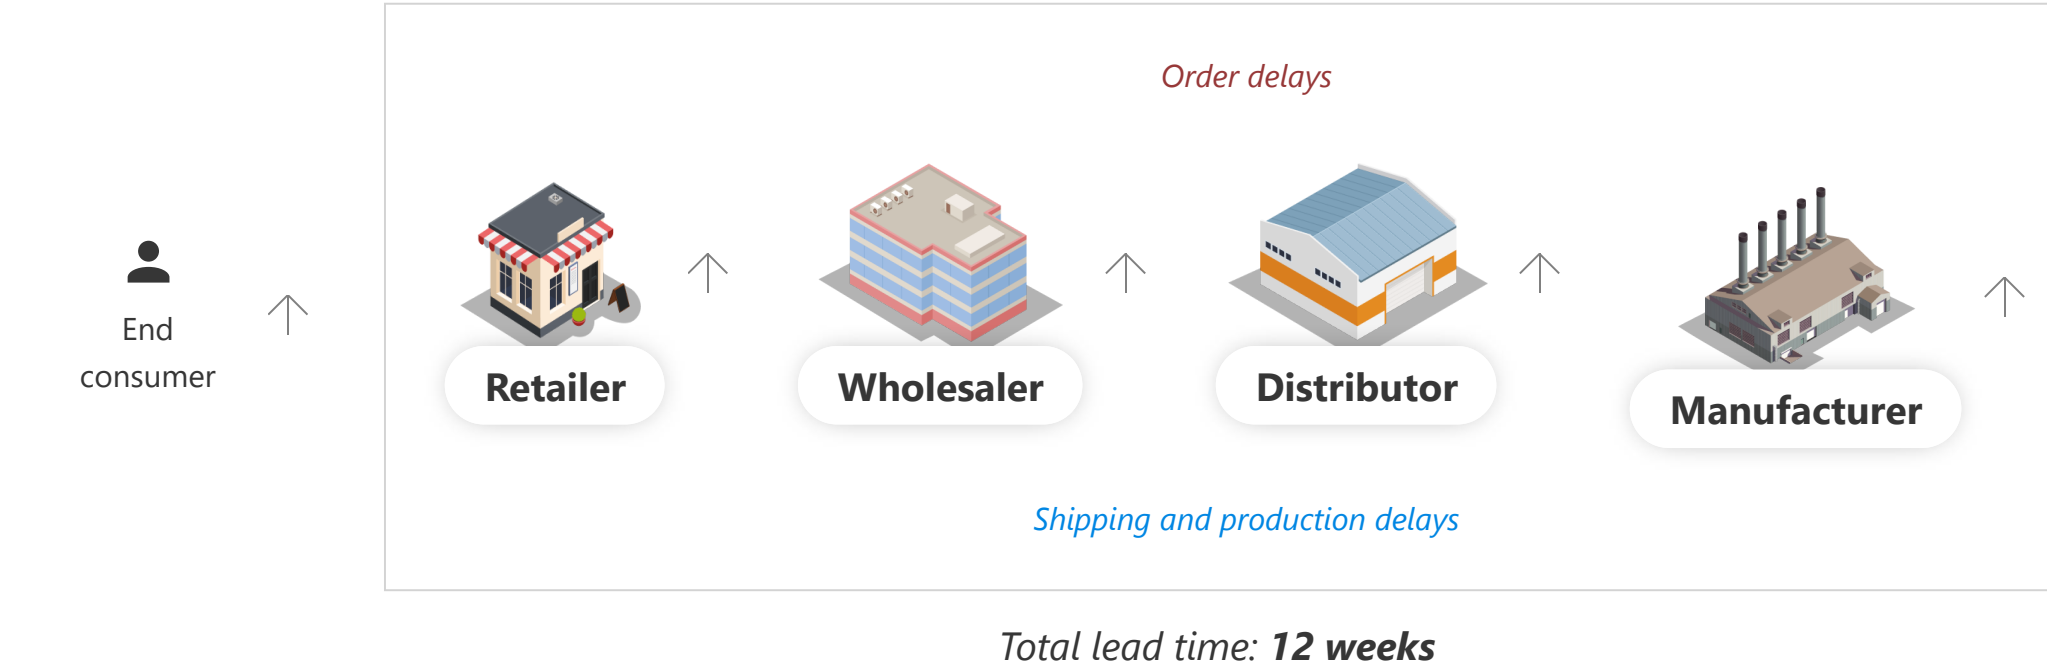 Order delays
End
consumer
Retailer
Wholesaler
Distributor
Manufacturer
Shipping and production delays
Total lead time: 12 weeks